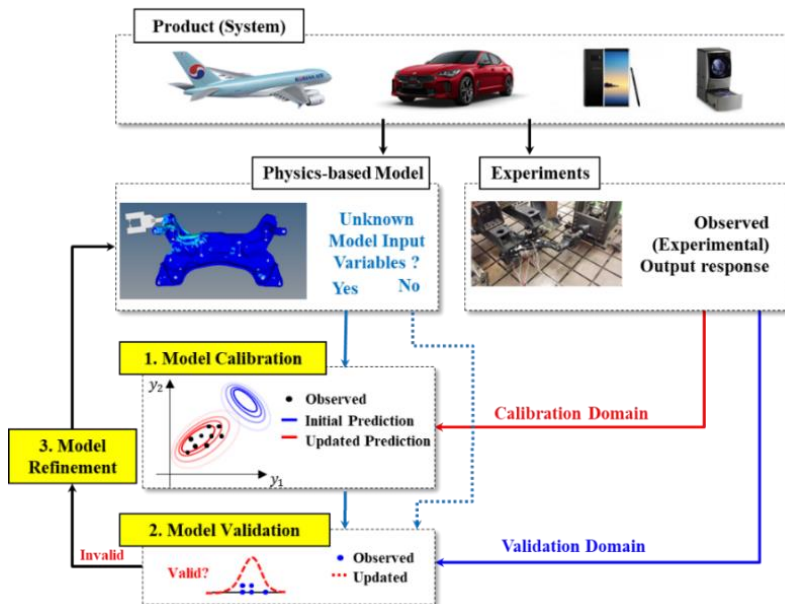 Product (System)
KOREAN AIR
Physics-based Model
Experiments
Unknown
Model Input
Variables ?
Yes
No
Observed
(Experimental)
Output response
1. Model Calibration
y₂
Observed
Initial Prediction
Updated Prediction
y₁
Calibration Domain
3. Model
Refinement
2. Model Validation
Invalid
Valid?
Observed
Updated
Validation Domain